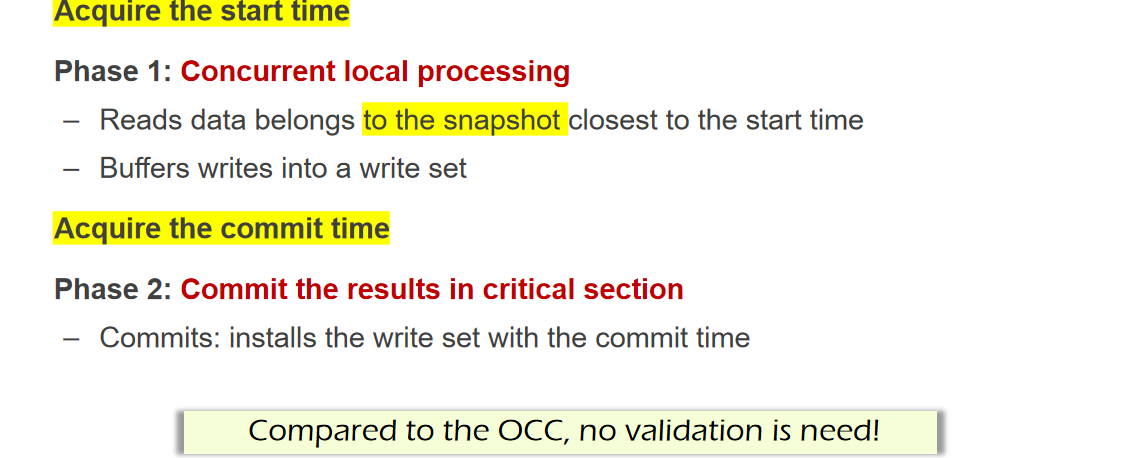 Acquire the start time
Phase 1: Concurrent local processing
– Reads data belongs to the snapshot closest to the start time
– Buffers writes into a write set
Acquire the commit time
Phase 2: Commit the results in critical section
– Commits: installs the write set with the commit time
Compared to the OCC, no validation is need!